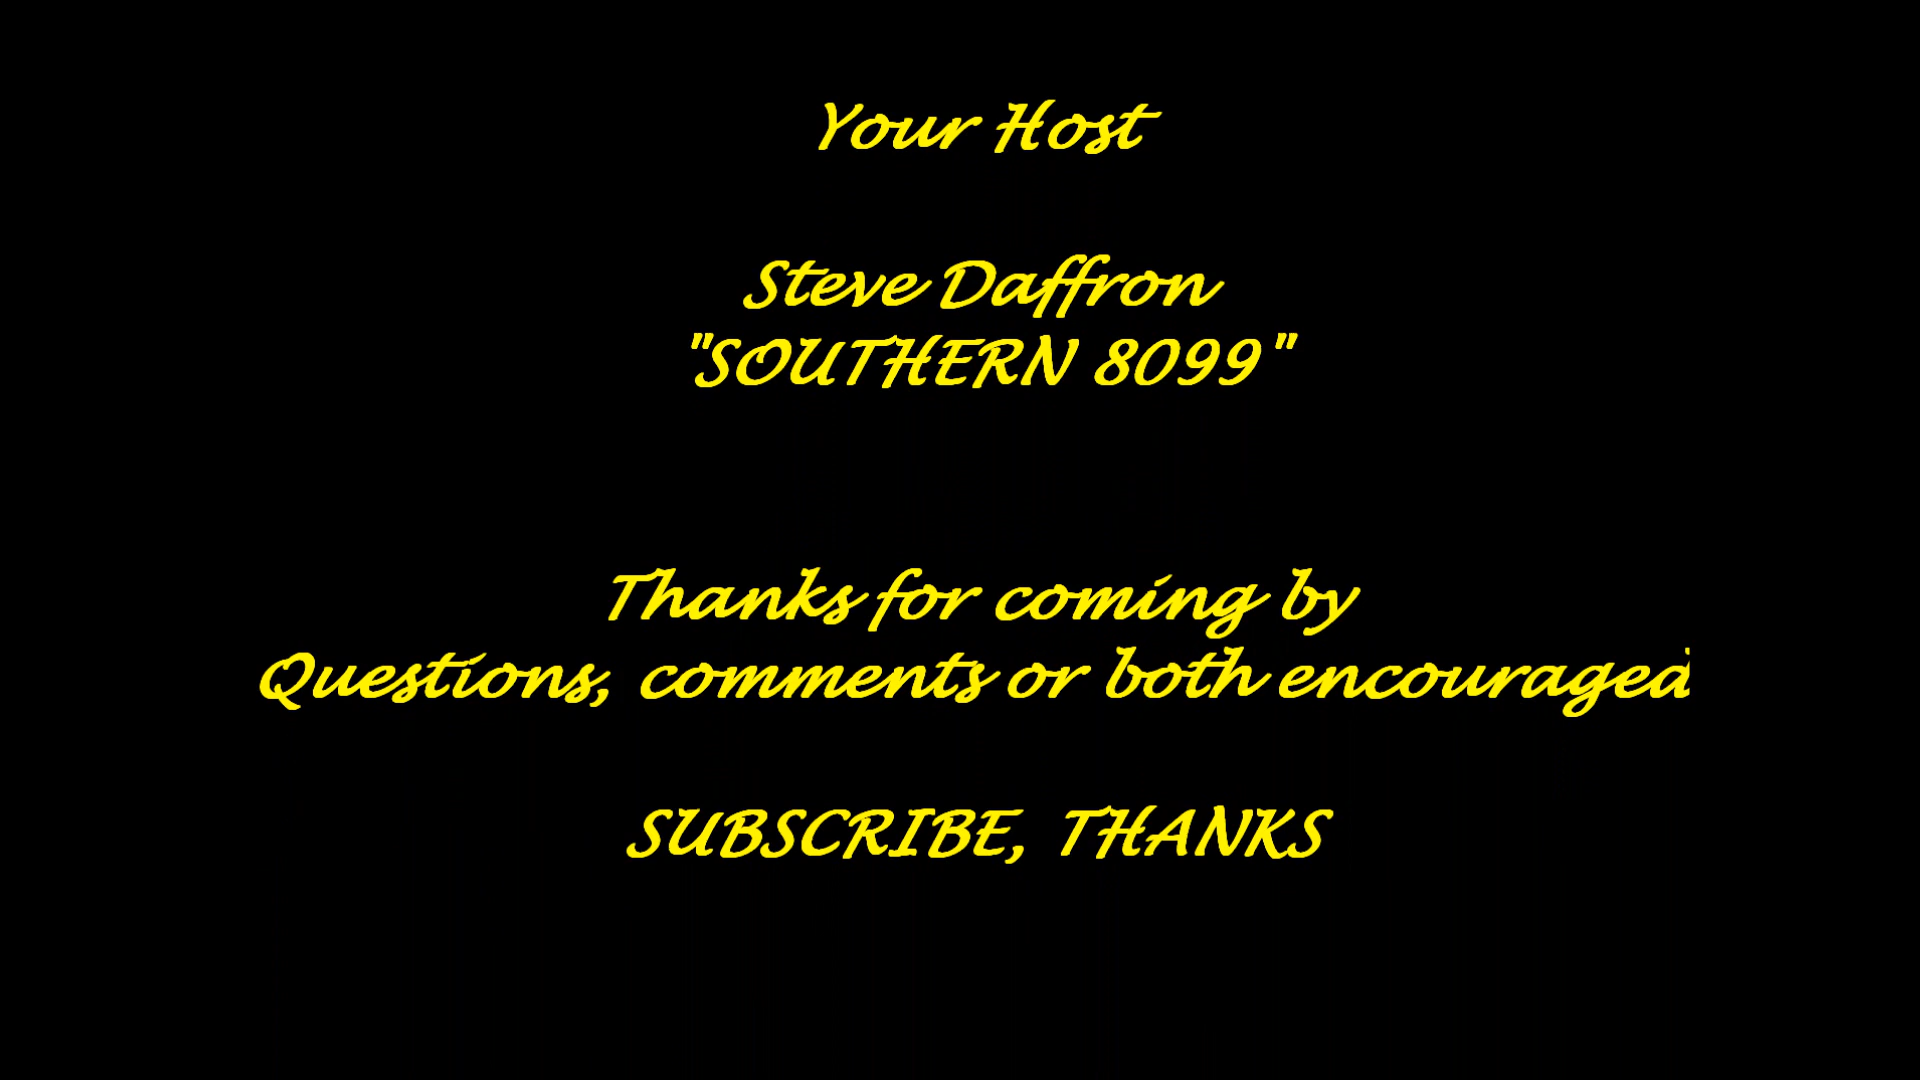 Your Host
Steve Daffron
"SOUTHERN 8099"
Thanks for coming by
Questions, comments or both encouraged
SUBSCRIBE, THANKS